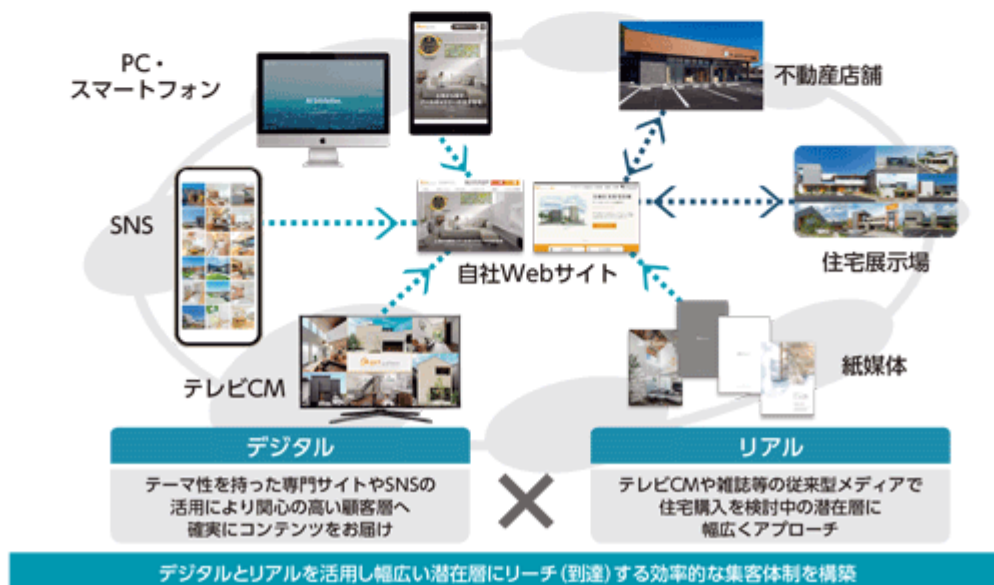 PC・
スマートフォン
不動産店舗
SNS
自社Webサイト
住宅展示場
テレビCM
紙媒体
デジタル
テーマ性を持った専門サイトやSNSの
活用により関心の高い顧客層へ
確実にコンテンツをお届け
リアル
テレビCMや雑誌等の従来型メディアで
住宅購入を検討中の潜在層に
幅広くアプローチ
デジタルとリアルを活用し幅広い潜在層にリーチ(到達)する効率的な集客体制を構築